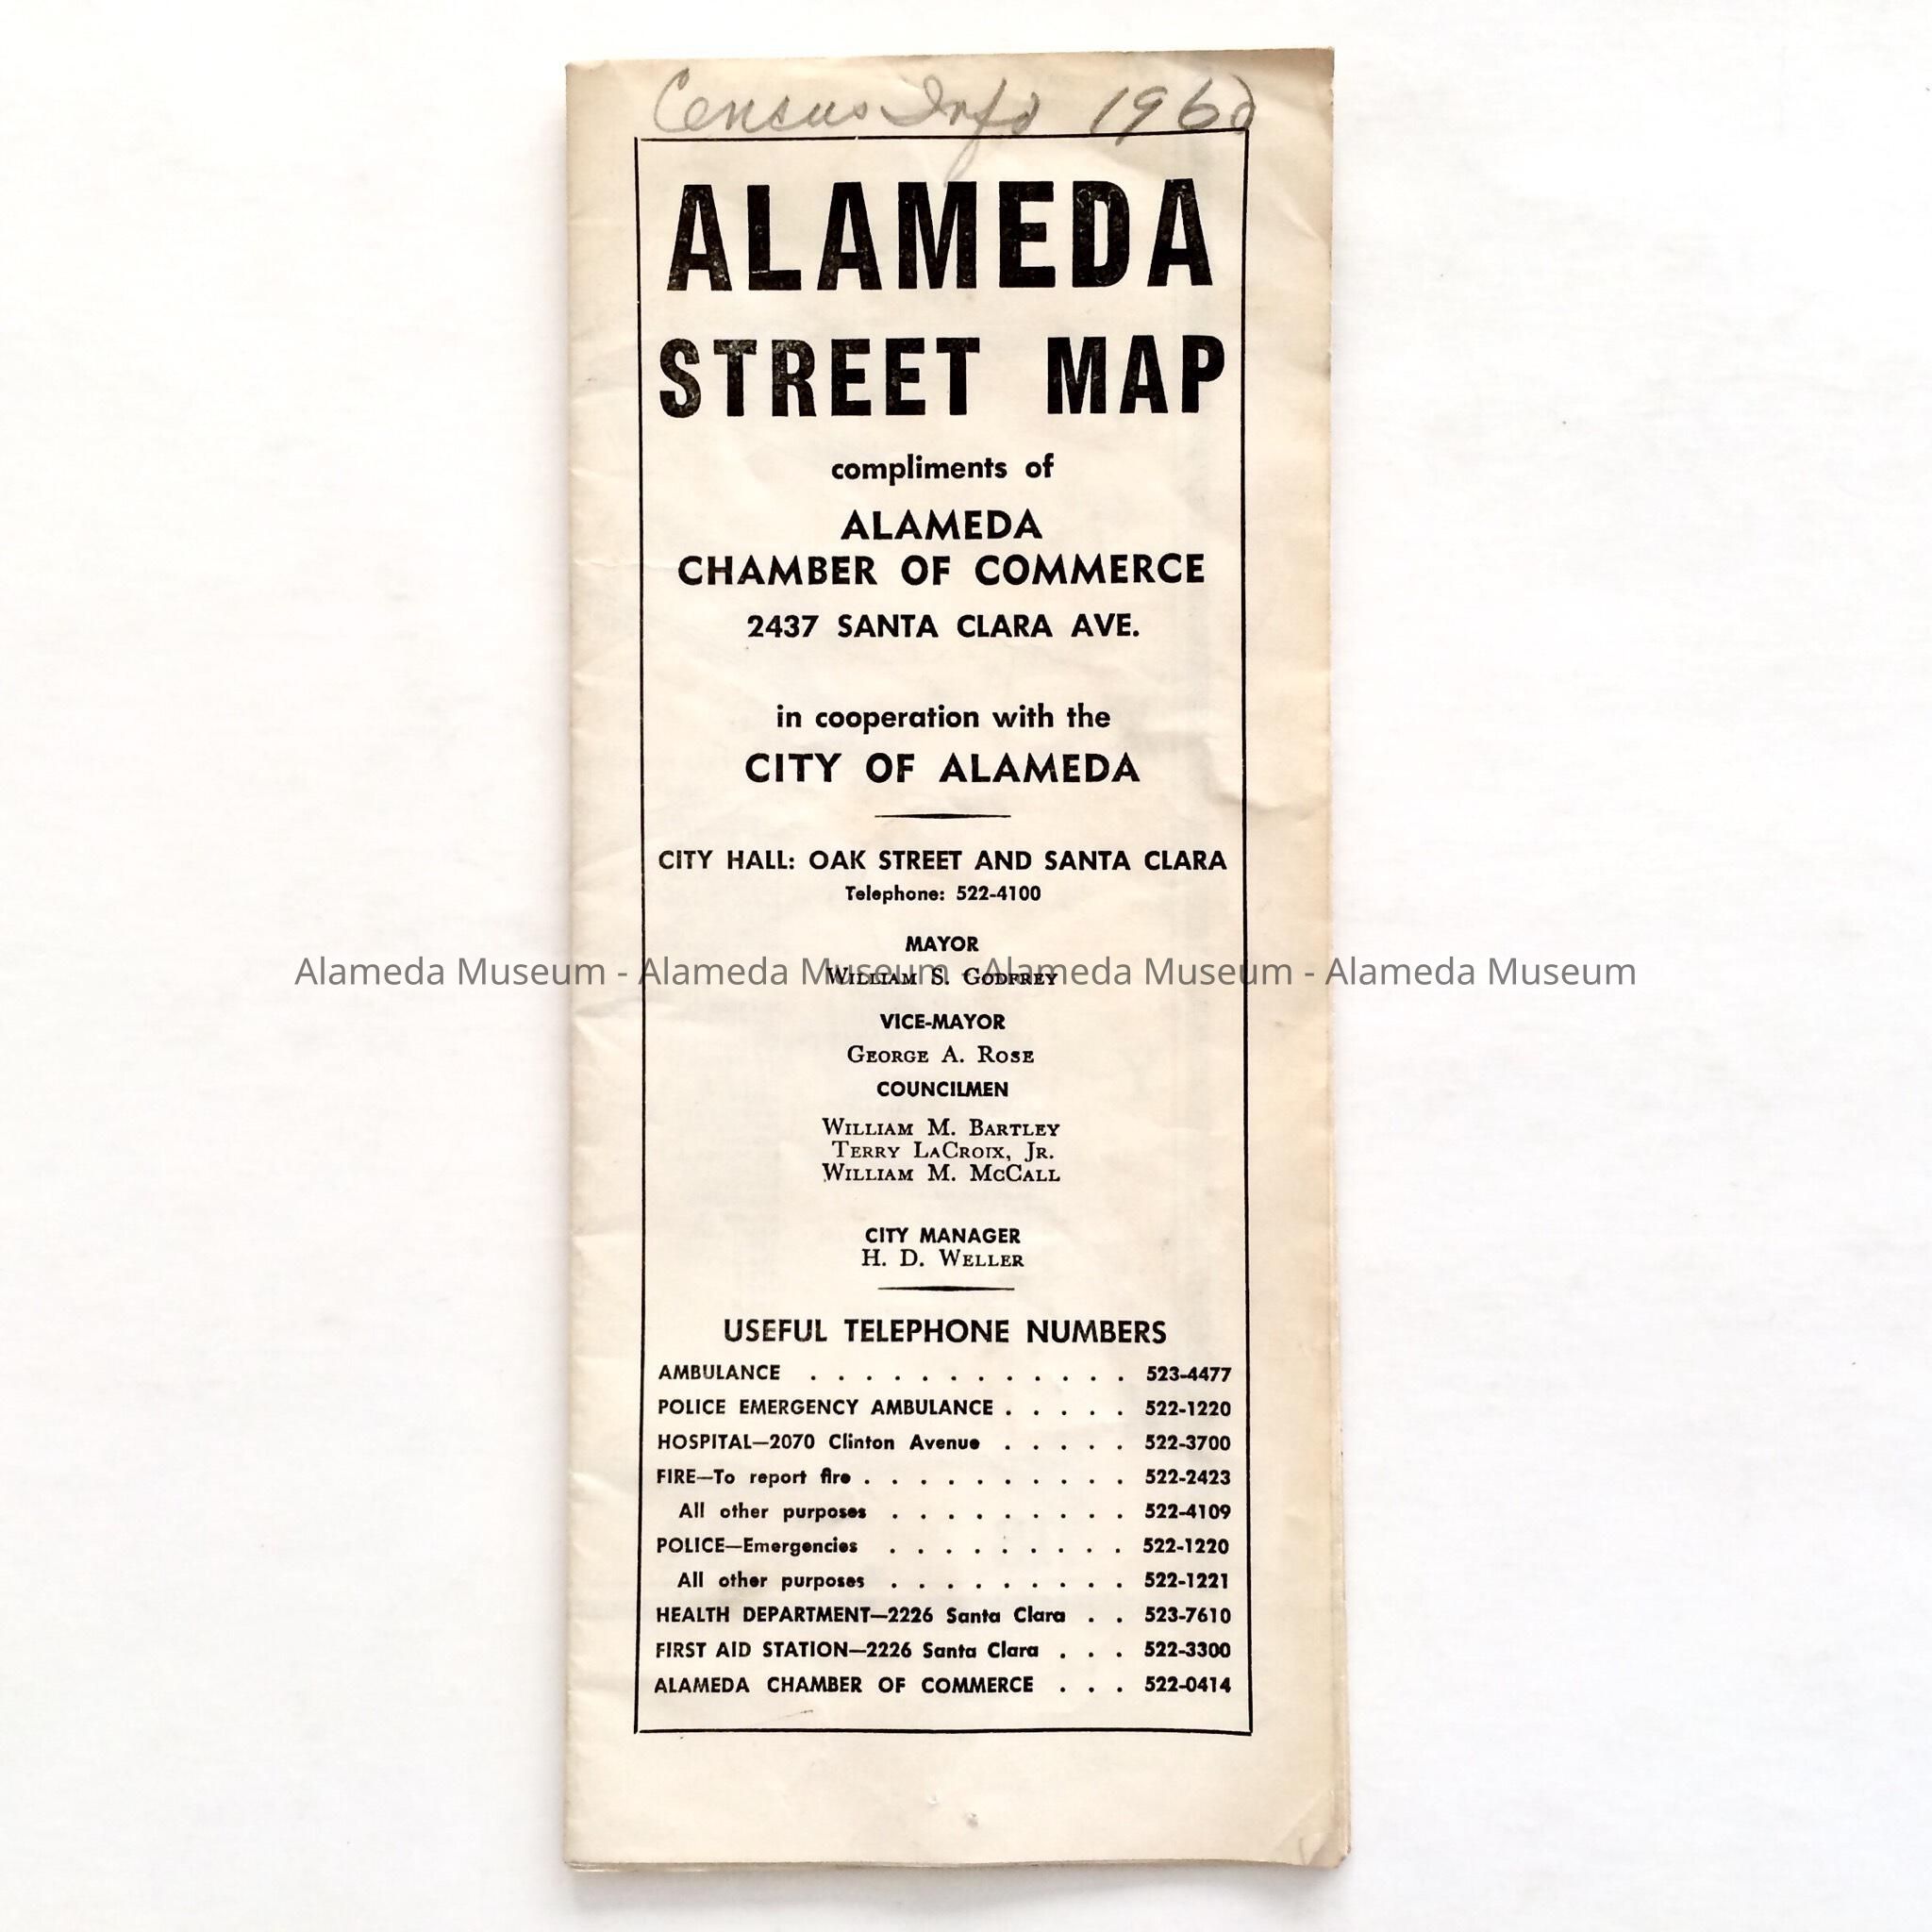 Census Info 1960
ALAMEDA
STREET MAP
compliments of
ALAMEDA
CHAMBER OF COMMERCE
2437 SANTA CLARA AVE.
in cooperation with the
CITY OF ALAMEDA
CITY HALL: OAK STREET AND SANTA CLARA
Telephone: 522-4100
MAYOR
Alameda Museum - Alameda Museum - Alameda Museum - Alameda Museum
WILLIAM S. GODFREY
VICE-MAYOR
GEORGE A. ROSE
COUNCILMEN
WILLIAM M. BARTLEY
TERRY LACROIX, JR.
WILLIAM M. MCCALL
CITY MANAGER
H. D. WELLER
USEFUL TELEPHONE NUMBERS
AMBULANCE . . . . . . . . . . . . 523-4477
POLICE EMERGENCY AMBULANCE . . . . . 522-1220
HOSPITAL—2070 Clinton Avenue . . . . . 522-3700
FIRE—To report fire . . . . . . . . . . 522-2423
All other purposes . . . . . . . . . 522-4109
POLICE—Emergencies . . . . . . . . . 522-1220
All other purposes . . . . . . . . . 522-1221
HEALTH DEPARTMENT—2226 Santa Clara . . 523-7610
FIRST AID STATION—2226 Santa Clara . . . 522-3300
ALAMEDA CHAMBER OF COMMERCE . . . 522-0414